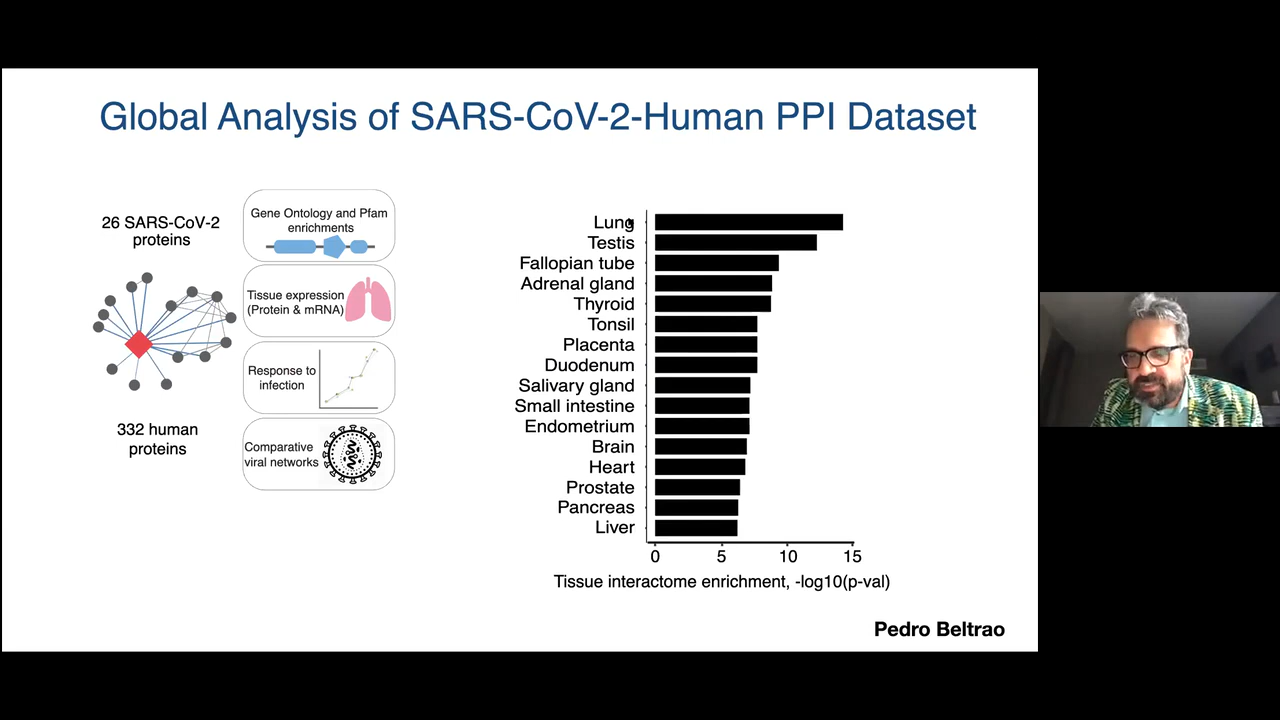 Global Analysis of SARS-CoV-2-Human PPI Dataset
26 SARS-CoV-2
proteins
332 human
proteins
Gene Ontology and Pfam
enrichments
Tissue expression
(Protein & mRNA)
Response to
infection
Comparative
viral networks
Lung
Testis
Fallopian tube
Adrenal gland
Thyroid
Tonsil
Placenta
Duodenum
Salivary gland
Small intestine
Endometrium
Brain
Heart
Prostate
Pancreas
Liver
0 5 10 15
Tissue interactome enrichment, -log10(p-val)
Pedro Beltrao